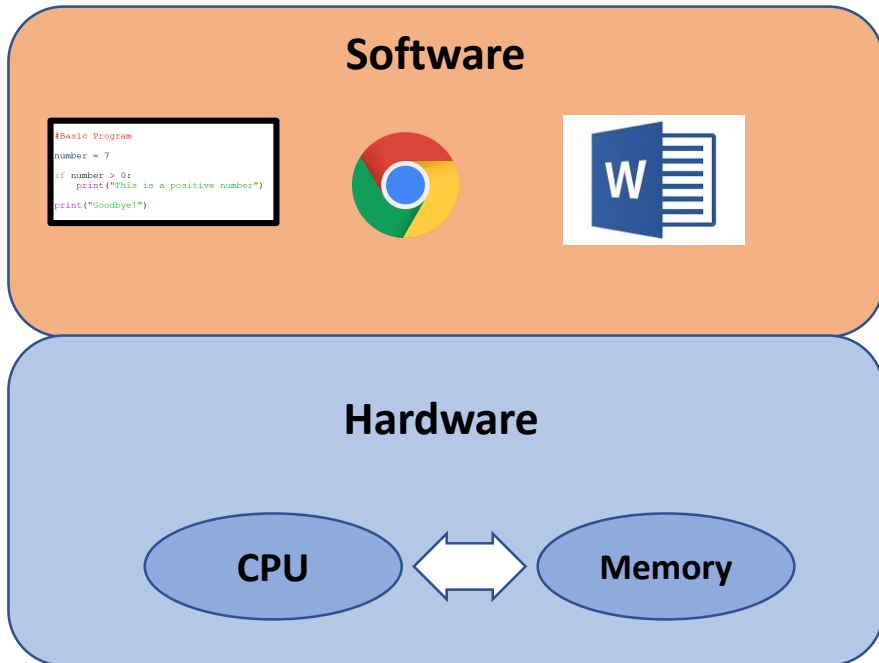 Software
#Basic Program
number = 7
if number > 0:
    print("This is a positive number")
print("Goodbye!")
W
Hardware
CPU
Memory